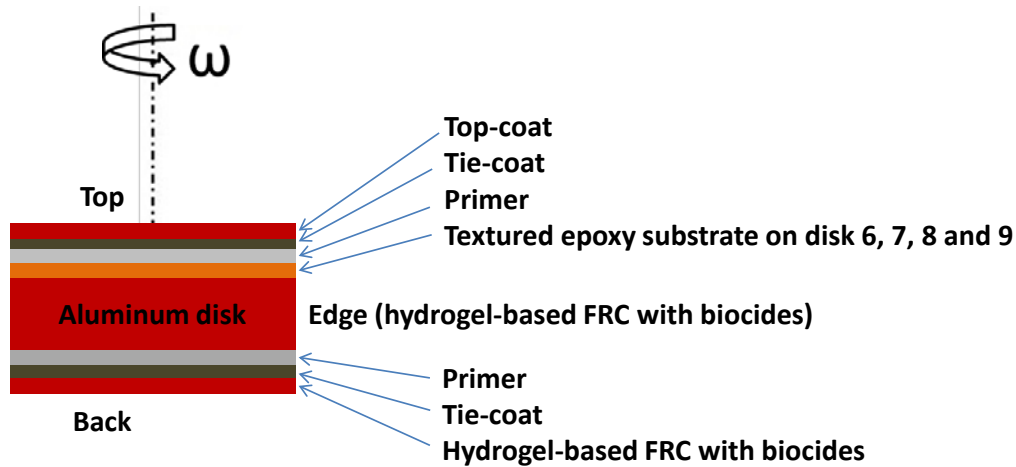 ω
Top-coat
Tie-coat
Top
Primer
Textured epoxy substrate on disk 6, 7, 8 and 9
Aluminum disk
Edge (hydrogel-based FRC with biocides)
Primer
Back
Tie-coat
Hydrogel-based FRC with biocides